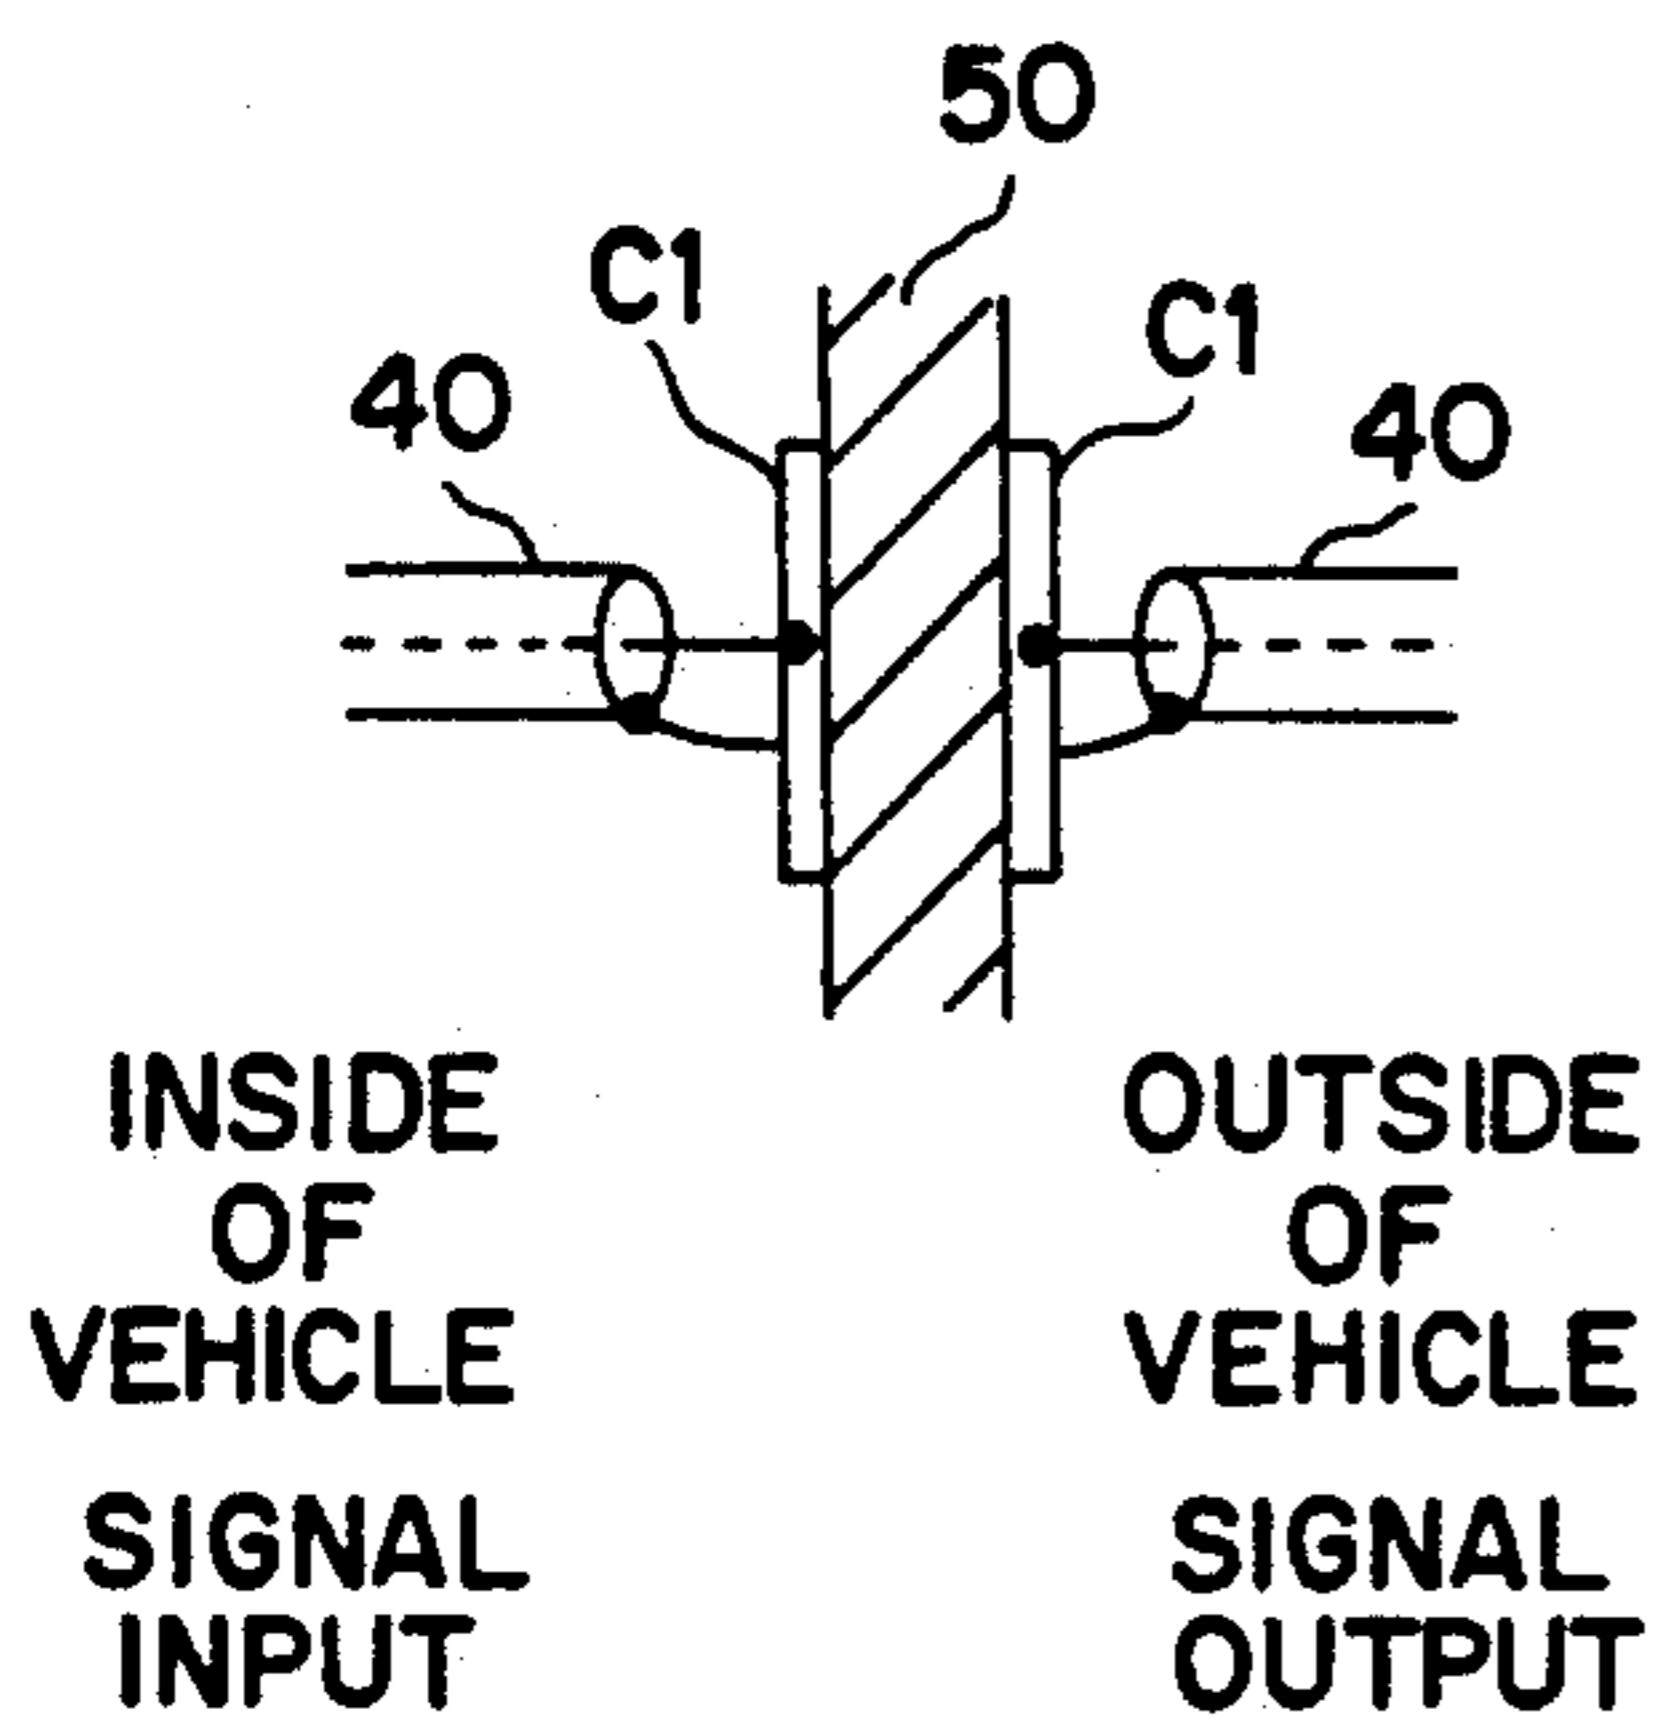 50
C1
C1
40
40
INSIDE
OF
VEHICLE
OUTSIDE
OF
VEHICLE
SIGNAL
INPUT
SIGNAL
OUTPUT